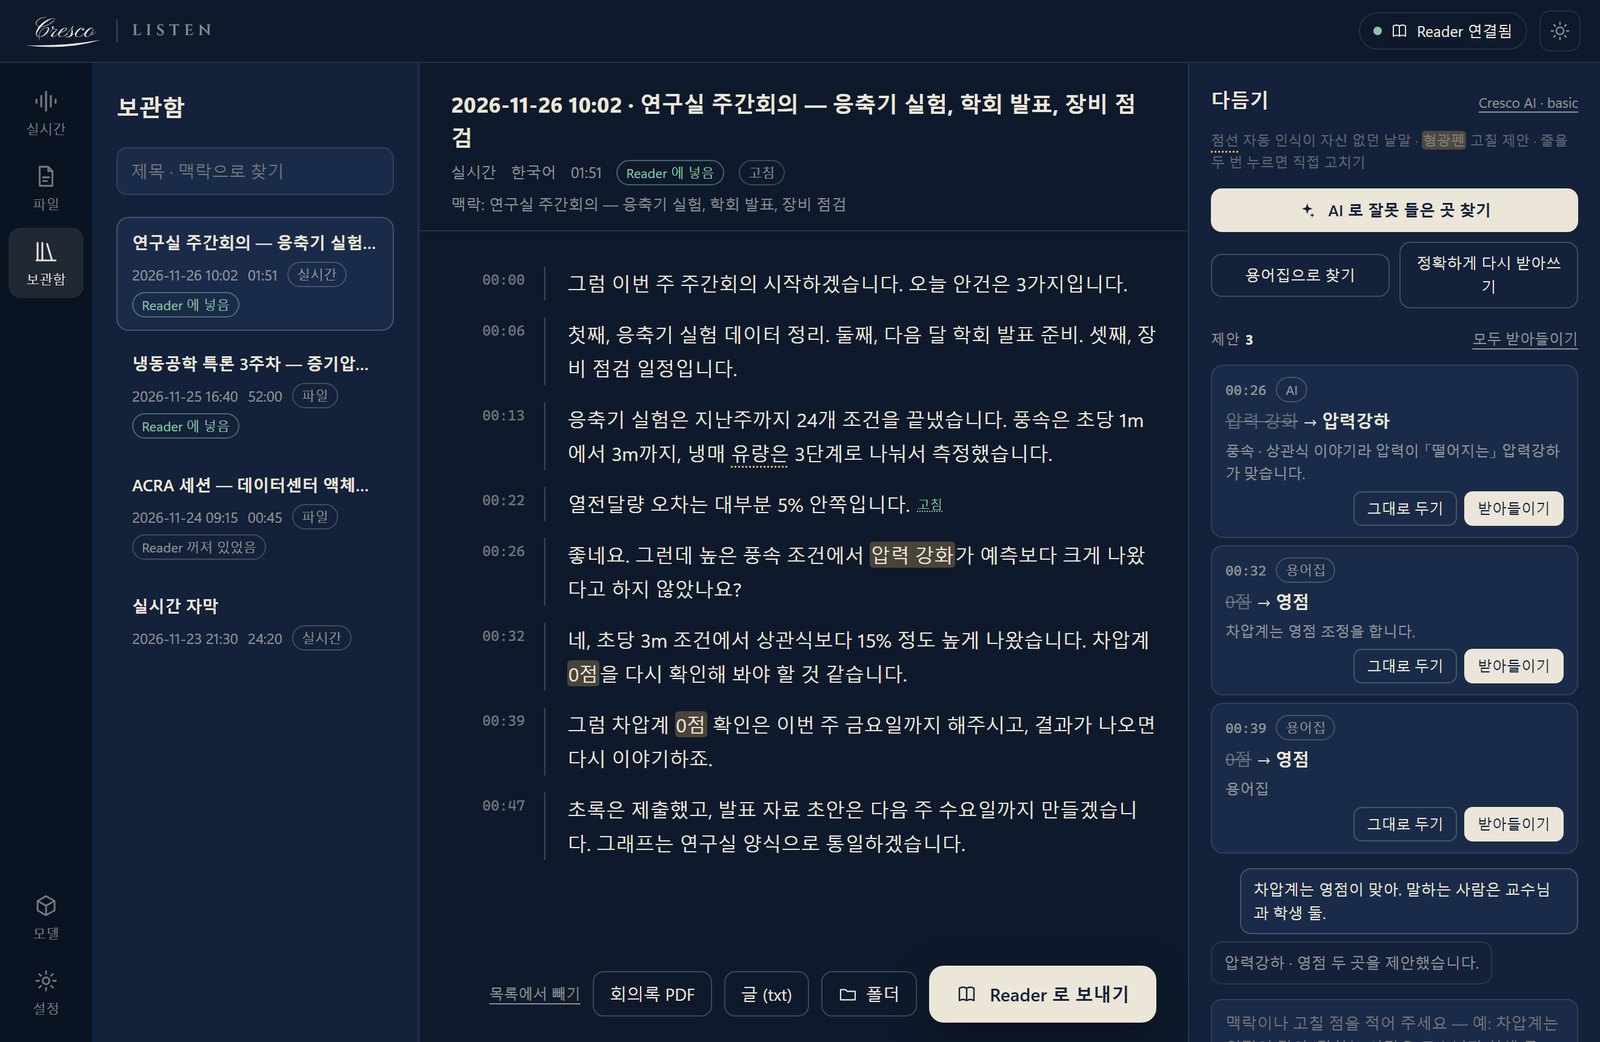 Cresco LISTEN
Reader 연결됨
실시간
파일
보관함
모델
설정
보관함
제목 · 맥락으로 찾기
연구실 주간회의 — 응축기 실험...
2026-11-26 10:02 01:51 실시간
Reader 에 넣음
냉동공학 특론 3주차 — 증기압...
2026-11-25 16:40 52:00 파일
Reader 에 넣음
ACRA 세션 — 데이터센터 액체...
2026-11-24 09:15 00:45 파일
Reader 꺼져 있었음
실시간 자막
2026-11-23 21:30 24:20 실시간
2026-11-26 10:02 · 연구실 주간회의 — 응축기 실험, 학회 발표, 장비 점
검
실시간 한국어 01:51 Reader 에 넣음 고침
맥락: 연구실 주간회의 — 응축기 실험, 학회 발표, 장비 점검
00:00 그럼 이번 주 주간회의 시작하겠습니다. 오늘 안건은 3가지입니다.
00:06 첫째, 응축기 실험 데이터 정리. 둘째, 다음 달 학회 발표 준비. 셋째, 장
비 점검 일정입니다.
00:13 응축기 실험은 지난주까지 24개 조건을 끝냈습니다. 풍속은 초당 1m
에서 3m까지, 냉매 유량은 3단계로 나눠서 측정했습니다.
00:22 열전달량 오차는 대부분 5% 안쪽입니다. 고침
00:26 좋네요. 그런데 높은 풍속 조건에서 압력 강화가 예측보다 크게 나왔
다고 하지 않았나요?
00:32 네, 초당 3m 조건에서 상관식보다 15% 정도 높게 나왔습니다. 차압계
0점을 다시 확인해 봐야 할 것 같습니다.
00:39 그럼 차압계 0점 확인은 이번 주 금요일까지 해주시고, 결과가 나오면
다시 이야기하죠.
00:47 초록은 제출했고, 발표 자료 초안은 다음 주 수요일까지 만들겠습니
다. 그래프는 연구실 양식으로 통일하겠습니다.
목록에서 빼기 회의록 PDF 글 (txt) 폴더 Reader 로 보내기
다듬기 Cresco AI · basic
점선 자동 인식이 자신 없던 낱말 · 형광펜 고칠 제안 · 줄을
두 번 누르면 직접 고치기
AI 로 잘못 들은 곳 찾기
용어집으로 찾기
정확하게 다시 받아쓰
기
제안 3 모두 받아들이기
00:26 AI
압력 강화 → 압력강하
풍속 · 상관식 이야기라 압력이 「떨어지는」 압력강하
가 맞습니다.
그대로 두기 받아들이기
00:32 용어집
0점 → 영점
차압계는 영점 조정을 합니다.
그대로 두기 받아들이기
00:39 용어집
0점 → 영점
용어집
그대로 두기 받아들이기
차압계는 영점이 맞아. 말하는 사람은 교수님
과 학생 둘.
압력강하 · 영점 두 곳을 제안했습니다.
맥락이나 고칠 점을 적어 주세요 — 예: 차압계는